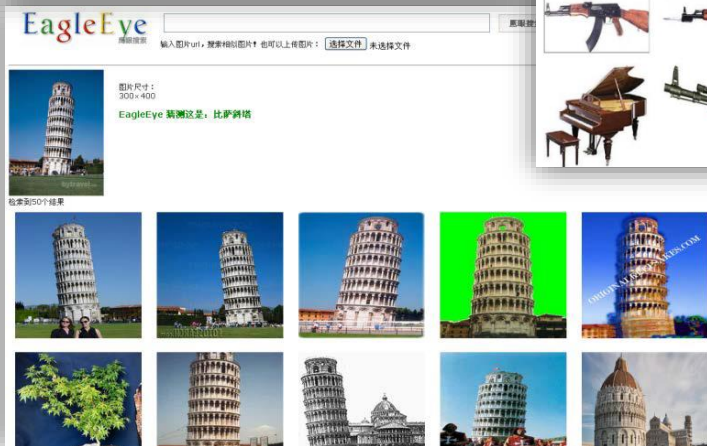 EagleEye
鹰眼搜索
输入图片url，搜索相似图片！也可以上传图片： 选择文件 未选择文件
图片尺寸：
300×400
EagleEye 猜测这是：比萨斜塔
检索到50个结果